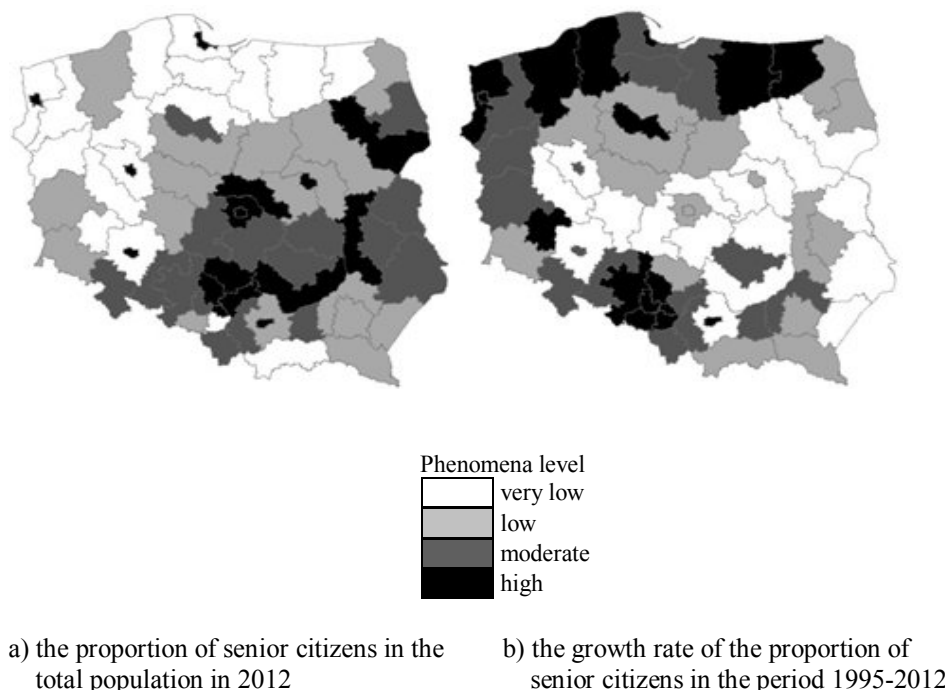 Phenomena level
very low
low
moderate
high
a) the proportion of senior citizens in the
total population in 2012
b) the growth rate of the proportion of
senior citizens in the period 1995-2012